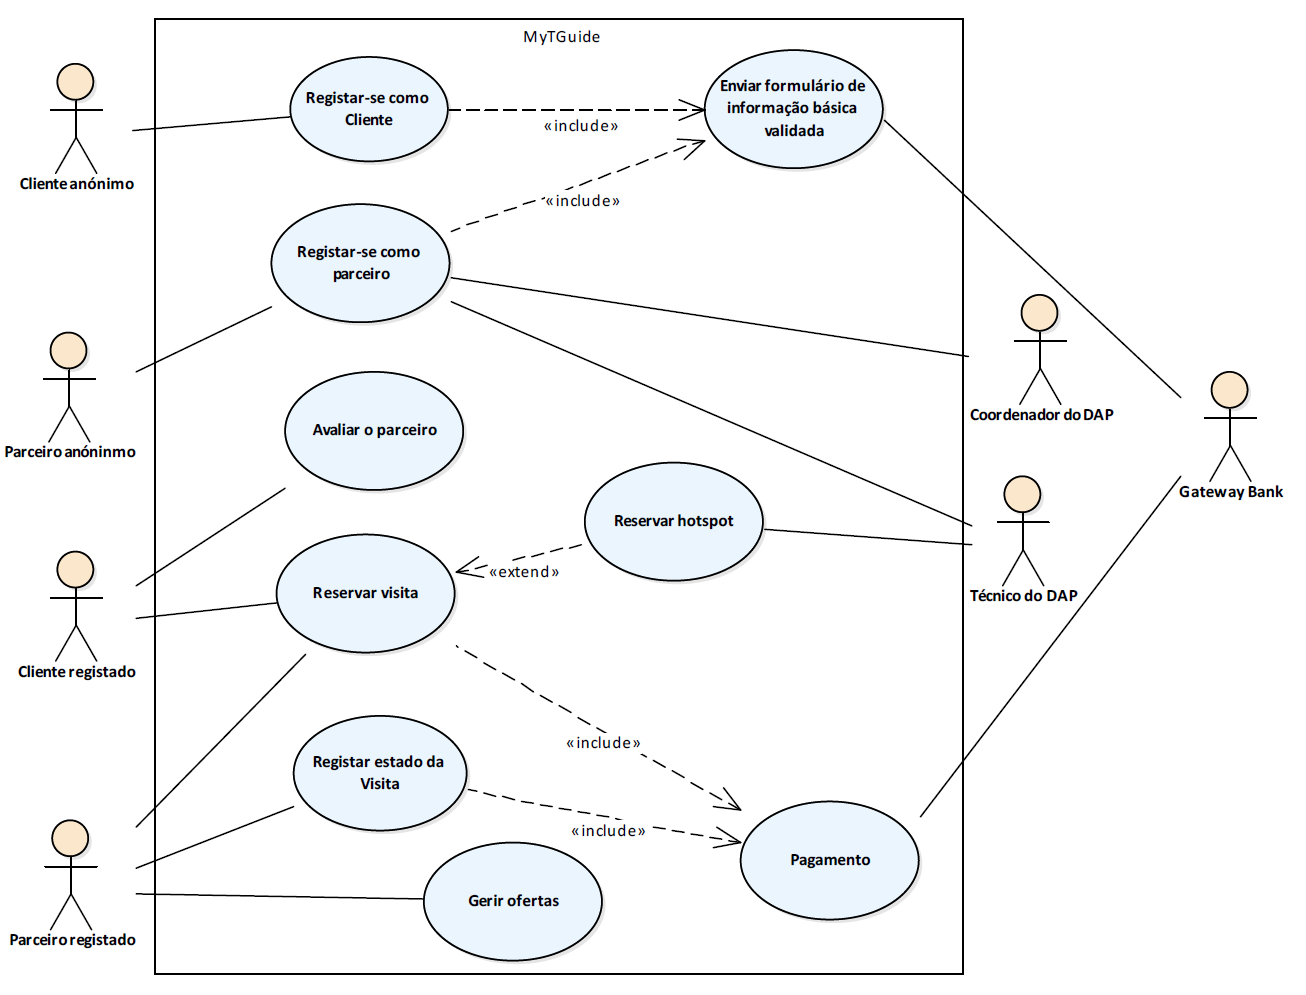 MyTGuide
Registar-se como
Cliente
«include»
Enviar formulário de
informação básica
validada
Cliente anónimo
«include»
Registar-se como
parceiro
Coordenador do DAP
Parceiro anóninmo
Avaliar o parceiro
Gateway Bank
Reservar hotspot
«extend»
Técnico do DAP
Reservar visita
Cliente registado
«include»
Registar estado da
Visita
«include»
Pagamento
Gerir ofertas
Parceiro registado